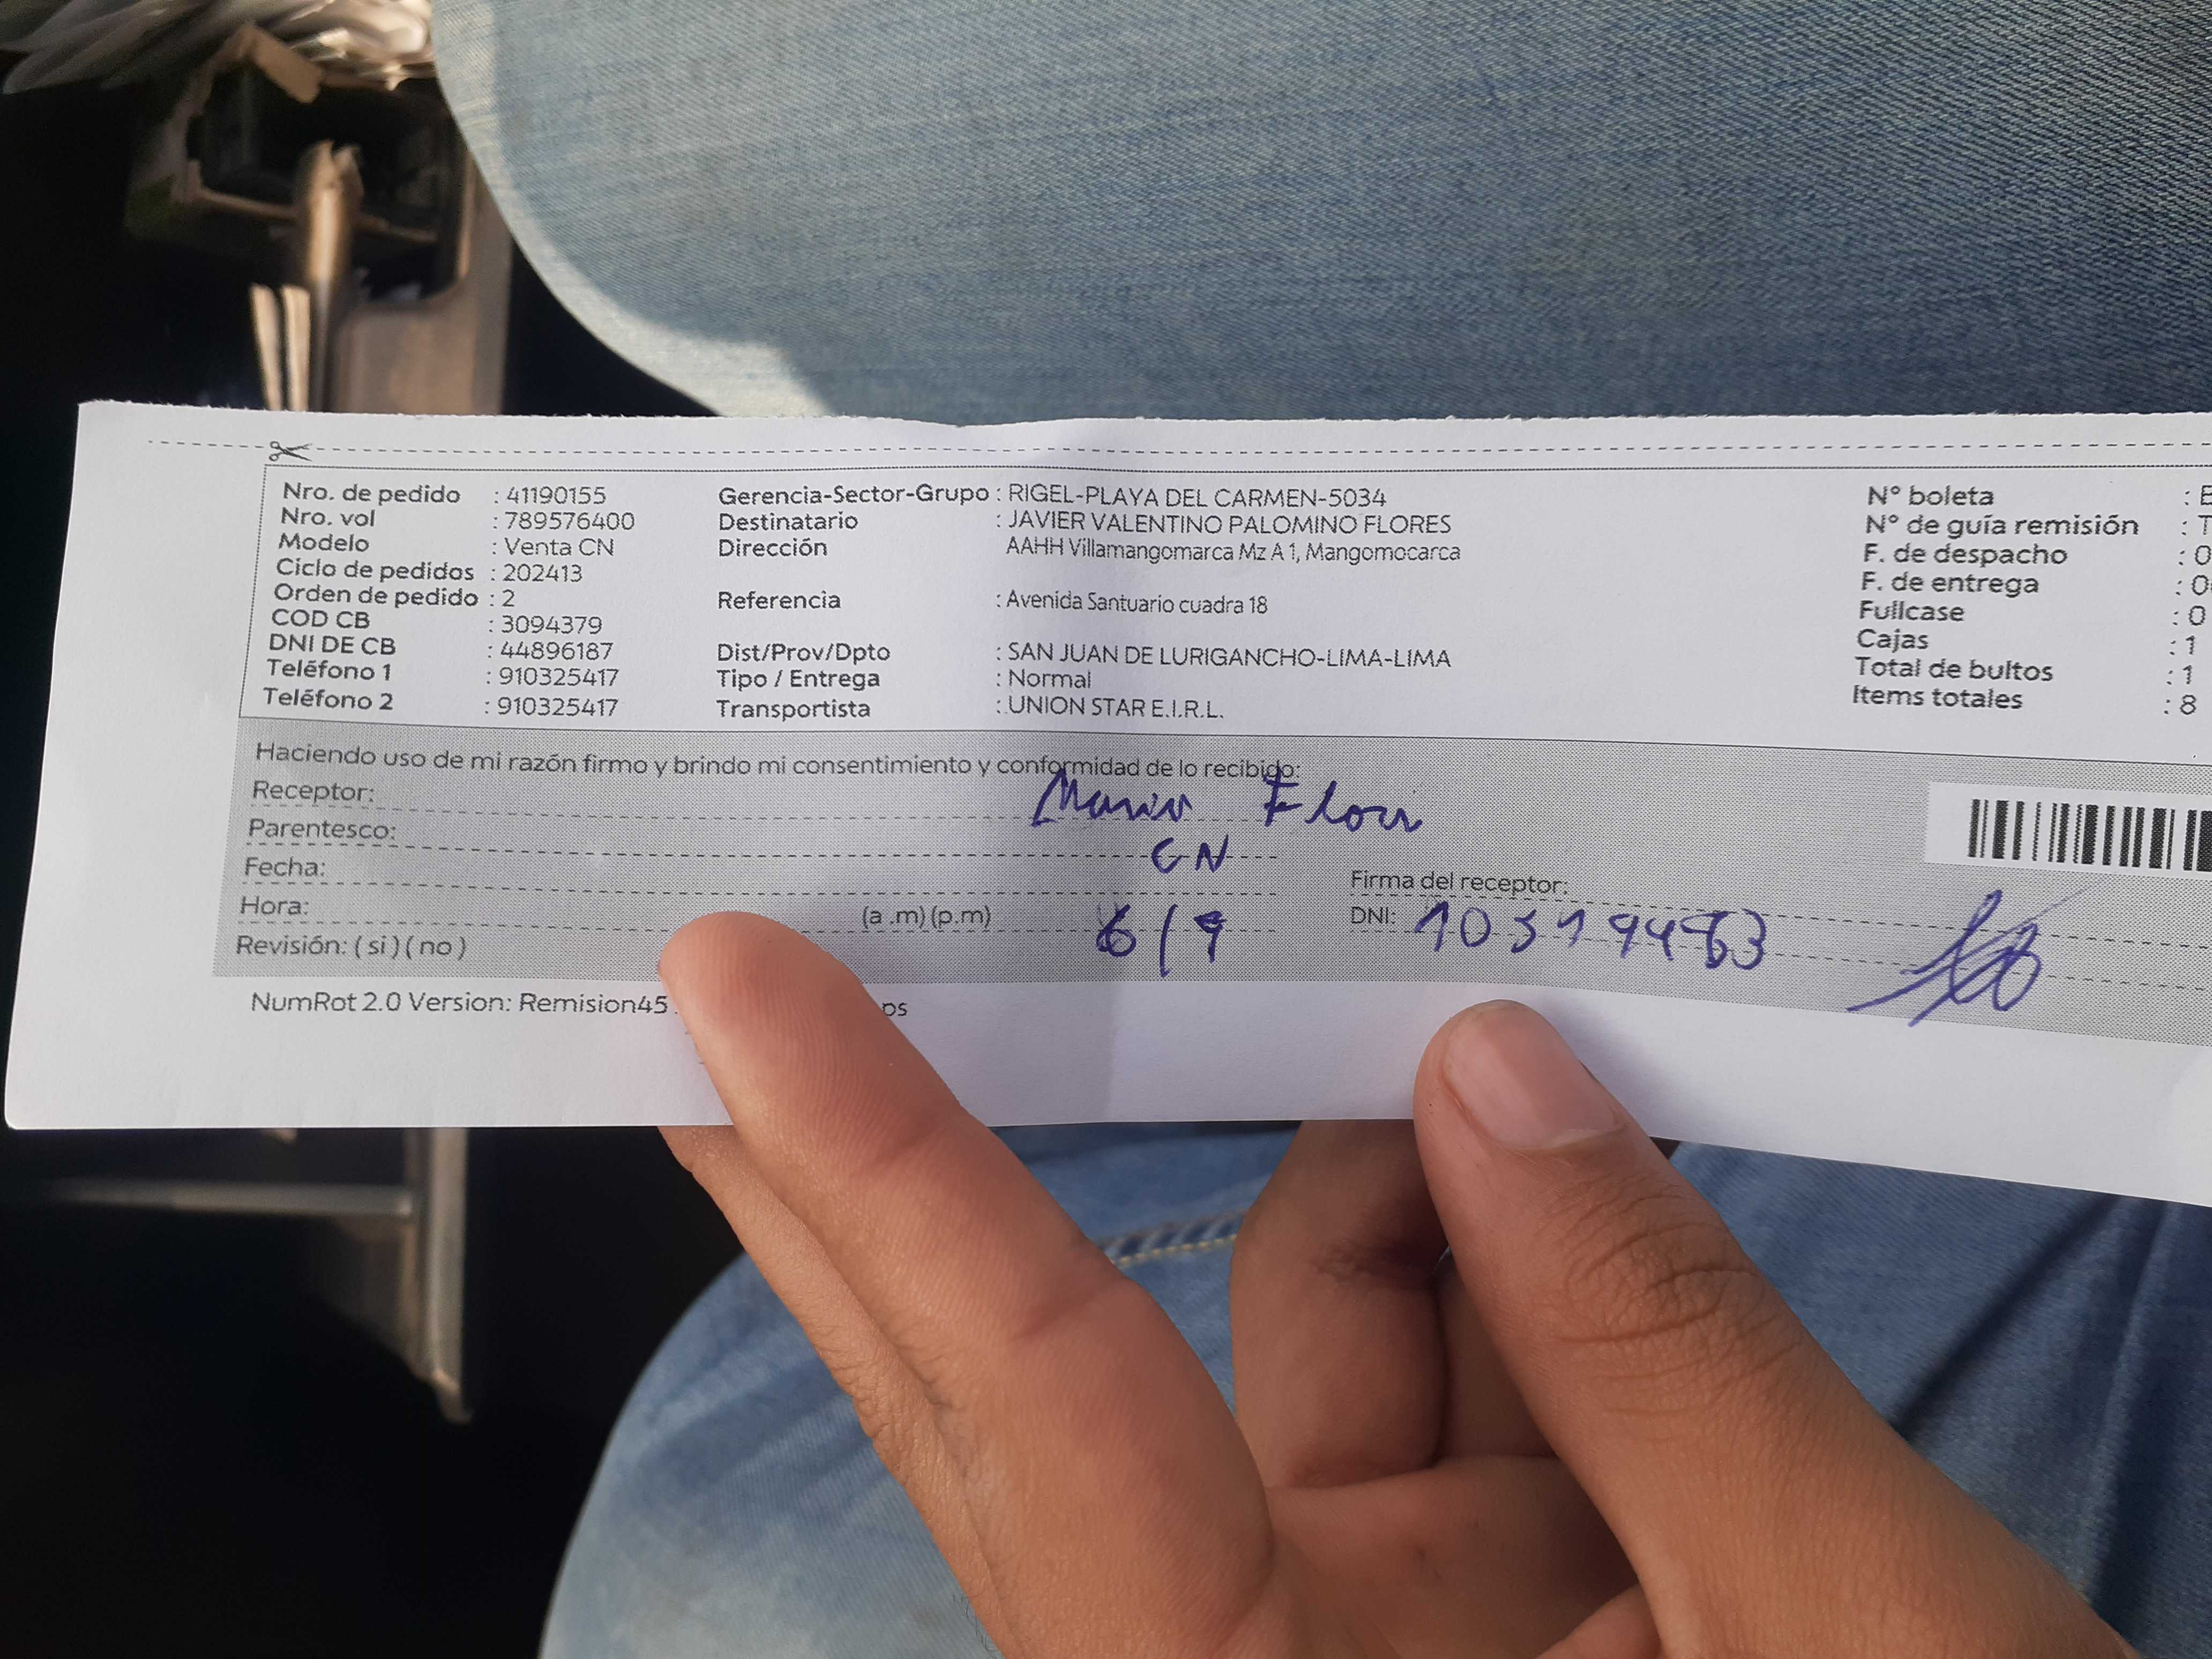 Nro. de pedido : 41190155
Nro. vol : 789576400
Modelo : Venta CN
Ciclo de pedidos : 202413
Orden de pedido : 2
COD CB : 3094379
DNI DE CB : 44896187
Teléfono 1 : 910325417
Teléfono 2 : 910325417
Gerencia-Sector-Grupo : RIGEL-PLAYA DEL CARMEN-5034
Destinatario : JAVIER VALENTINO PALOMINO FLORES
Dirección AAHH Villamangomarca Mz A 1, Mangomocarca
Referencia : Avenida Santuario cuadra 18
Dist/Prov/Dpto : SAN JUAN DE LURIGANCHO-LIMA-LIMA
Tipo / Entrega : Normal
Transportista : UNION STAR E.I.R.L.
N° boleta :
N° de guía remisión : T
F. de despacho : 0
F. de entrega : 0
Fullcase : 0
Cajas : 1
Total de bultos : 1
Items totales : 8
Haciendo uso de mi razón firmo y brindo mi consentimiento y conformidad de lo recibido:
Receptor:
Parentesco: CN
Fecha:
Hora: (a .m) (p.m) 6/9
Revisión: ( si ) ( no )
Firma del receptor:
DNI:
NumRot 2.0 Version: Remision45